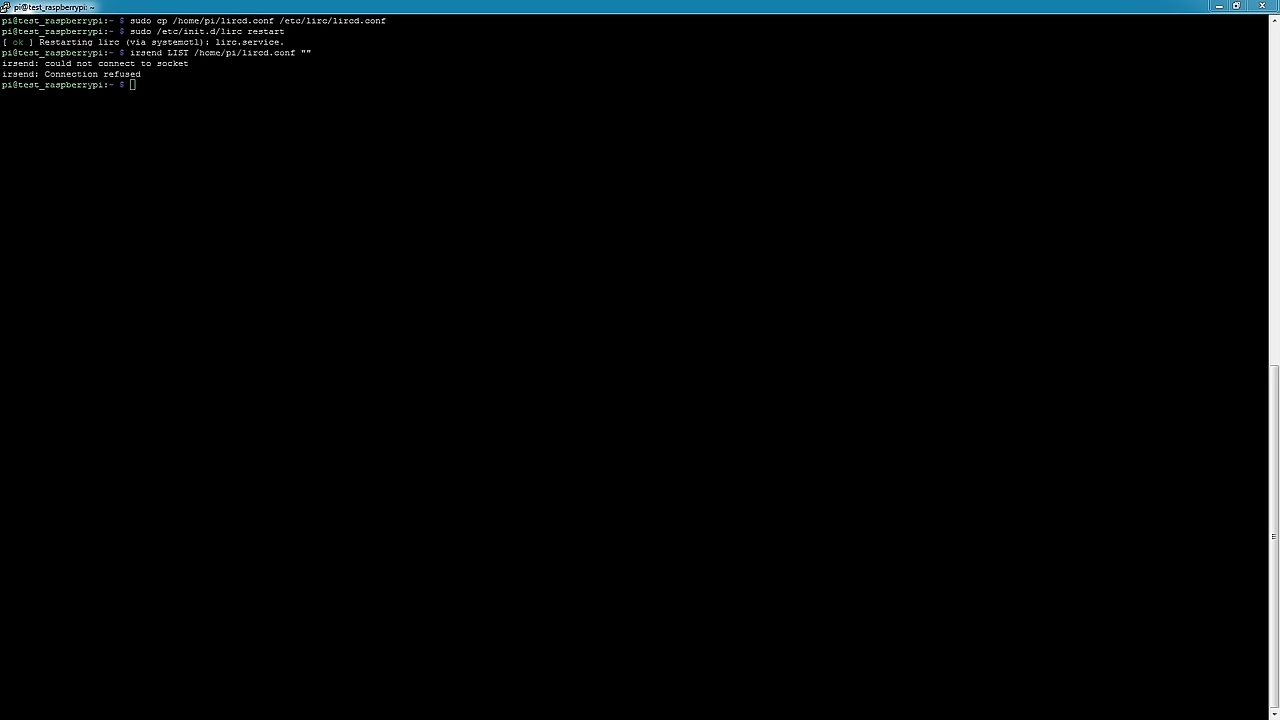 pi@test_raspberrypi: ~
pi@test_raspberrypi:~ $ sudo cp /home/pi/lircd.conf /etc/lirc/lircd.conf
pi@test_raspberrypi:~ $ sudo /etc/init.d/lirc restart
[ ok ] Restarting lirc (via systemctl): lirc.service.
pi@test_raspberrypi:~ $ irsend LIST /home/pi/lircd.conf ""
irsend: could not connect to socket
irsend: Connection refused
pi@test_raspberrypi:~ $